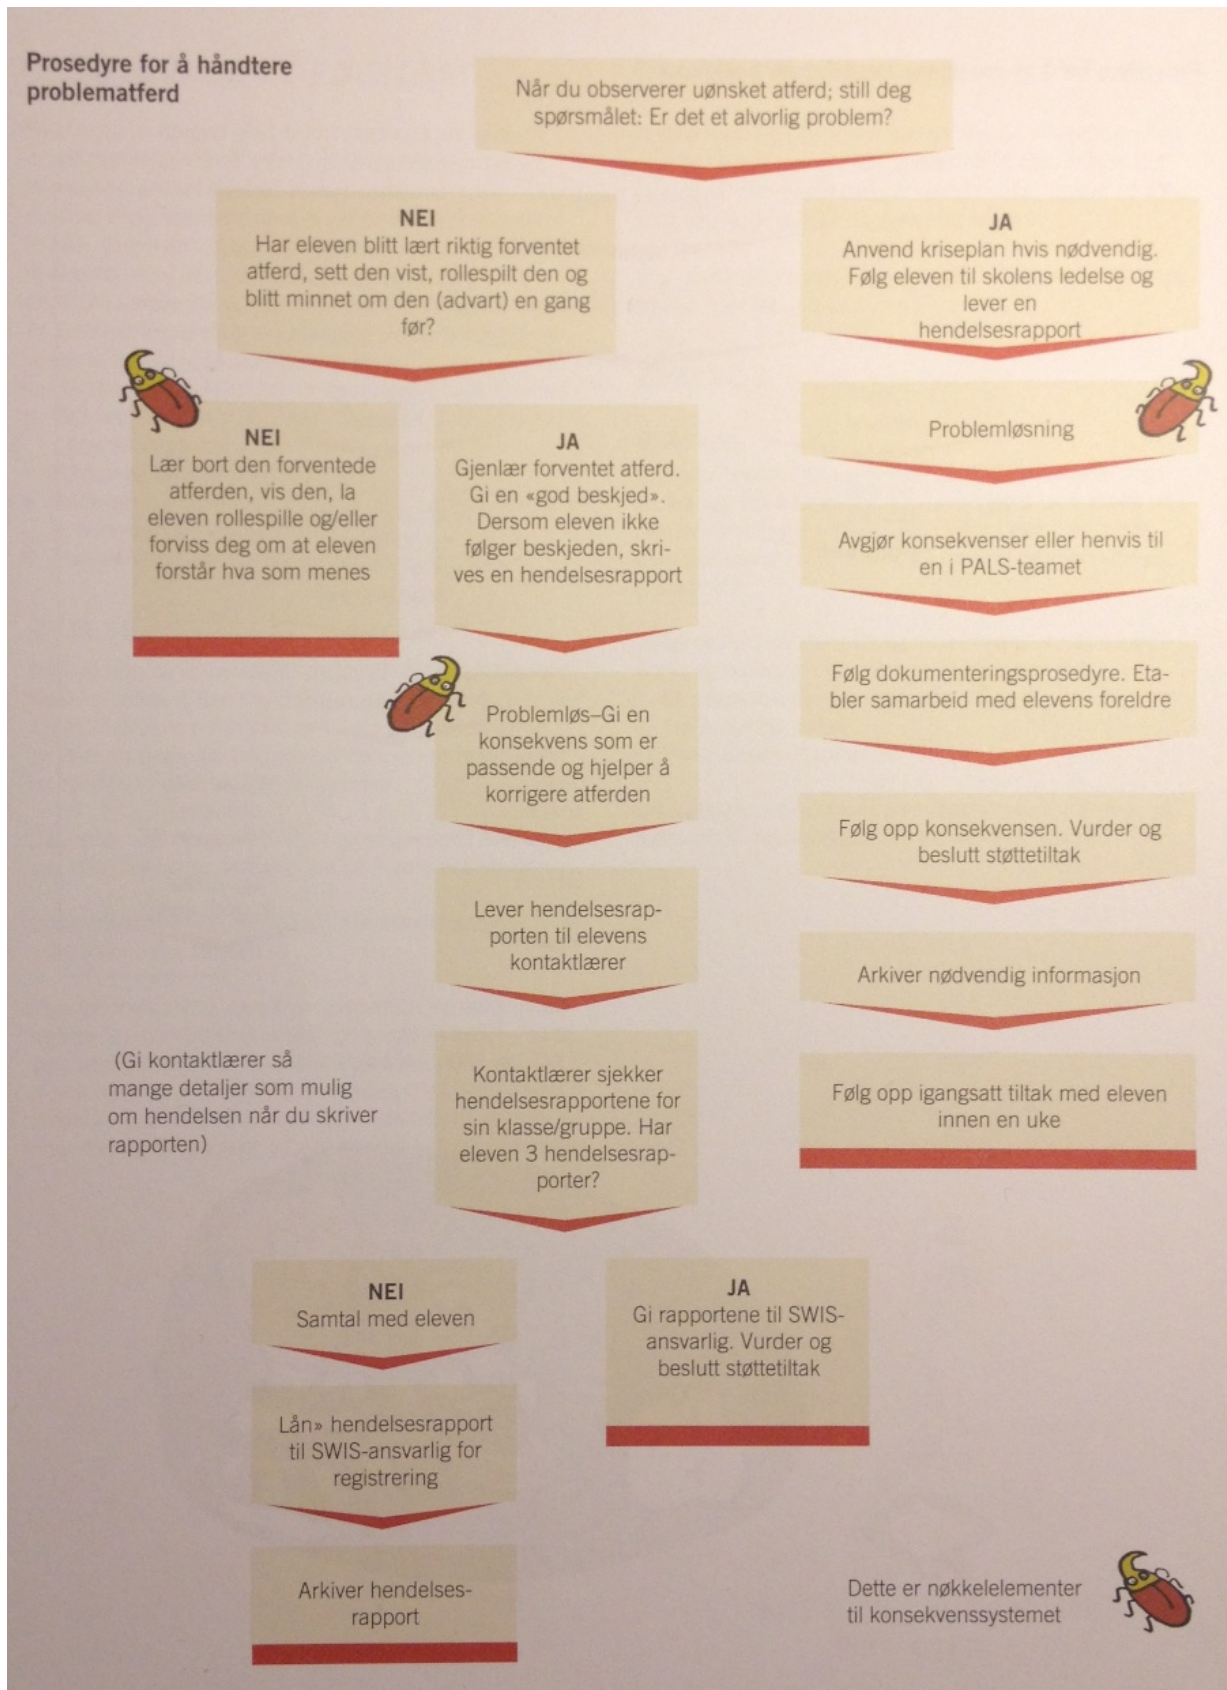 Prosedyre for å håndtere
problematferd
Når du observerer uønsket atferd; still deg
spørsmålet: Er det et alvorlig problem?
NEI
Har eleven blitt lært riktig forventet
atferd, sett den vist, rollespilt den og
blitt minnet om den (advart) en gang
før?
JA
Anvend kriseplan hvis nødvendig.
Følg eleven til skolens ledelse og
lever en
hendelsesrapport
NEI
Lær bort den forventede
atferden, vis den, la
eleven rollespille og/eller
forviss deg om at eleven
forstår hva som menes
JA
Gjenlær forventet atferd.
Gi en «god beskjed».
Dersom eleven ikke
følger beskjeden, skri-
ves en hendelsesrapport
Problemløsning
Avgjør konsekvenser eller henvis til
en i PALS-teamet
Følg dokumenteringsprosedyre. Eta-
bler samarbeid med elevens foreldre
Følg opp konsekvensen. Vurder og
beslutt støttetiltak
Arkiver nødvendig informasjon
Følg opp igangsatt tiltak med eleven
innen en uke
Problemløs–Gi en
konsekvens som er
passende og hjelper å
korrigere atferden
Lever hendelsesrap-
porten til elevens
kontaktlærer
(Gi kontaktlærer så
mange detaljer som mulig
om hendelsen når du skriver
rapporten)
Kontaktlærer sjekker
hendelsesrapportene for
sin klasse/gruppe. Har
eleven 3 hendelsesrap-
porter?
NEI
Samtal med eleven
JA
Gi rapportene til SWIS-
ansvarlig. Vurder og
beslutt støttetiltak
Lån» hendelsesrapport
til SWIS-ansvarlig for
registrering
Arkiver hendelses-
rapport
Dette er nøkkelelementer
til konsekvenssystemet